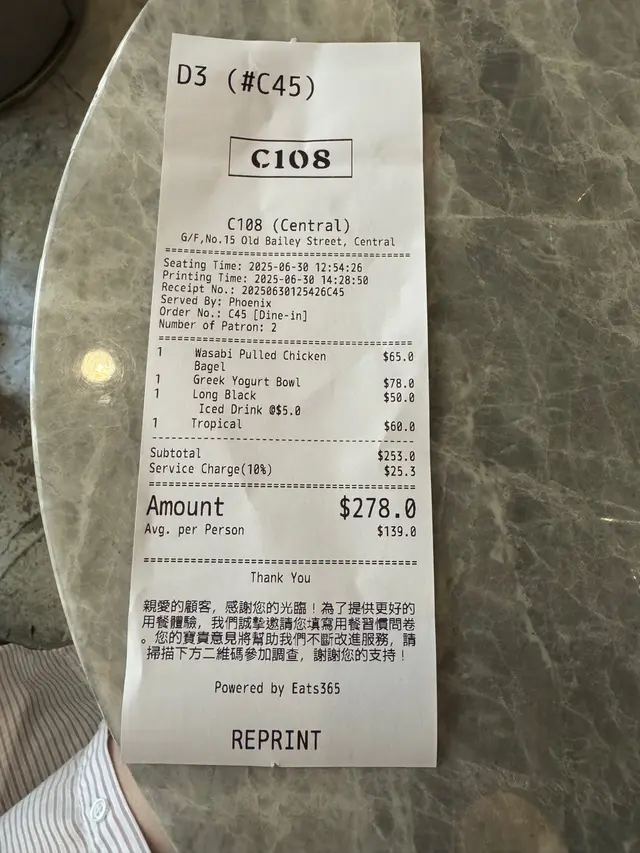 D3 (#C45)
C108
C108 (Central)
G/F,No.15 Old Bailey Street, Central
Seating Time: 2025-06-30 12:54:26
Printing Time: 2025-06-30 14:28:50
Receipt No.: 20250630125426C45
Served By: Phoenix
Order No.: C45 [Dine-in]
Number of Patron: 2
1 Wasabi Pulled Chicken $65.0
Bagel
1 Greek Yogurt Bowl $78.0
1 Long Black $50.0
Iced Drink @$5.0
1 Tropical $60.0
Subtotal $253.0
Service Charge(10%) $25.3
Amount $278.0
Avg. per Person $139.0
Thank You
親愛的顧客，感謝您的光臨！為了提供更好的
用餐體驗，我們誠摯邀請您填寫用餐習慣問卷
。您的寶貴意見將幫助我們不斷改進服務，請
掃描下方二維碼參加調查，謝謝您的支持！
Powered by Eats365
REPRINT